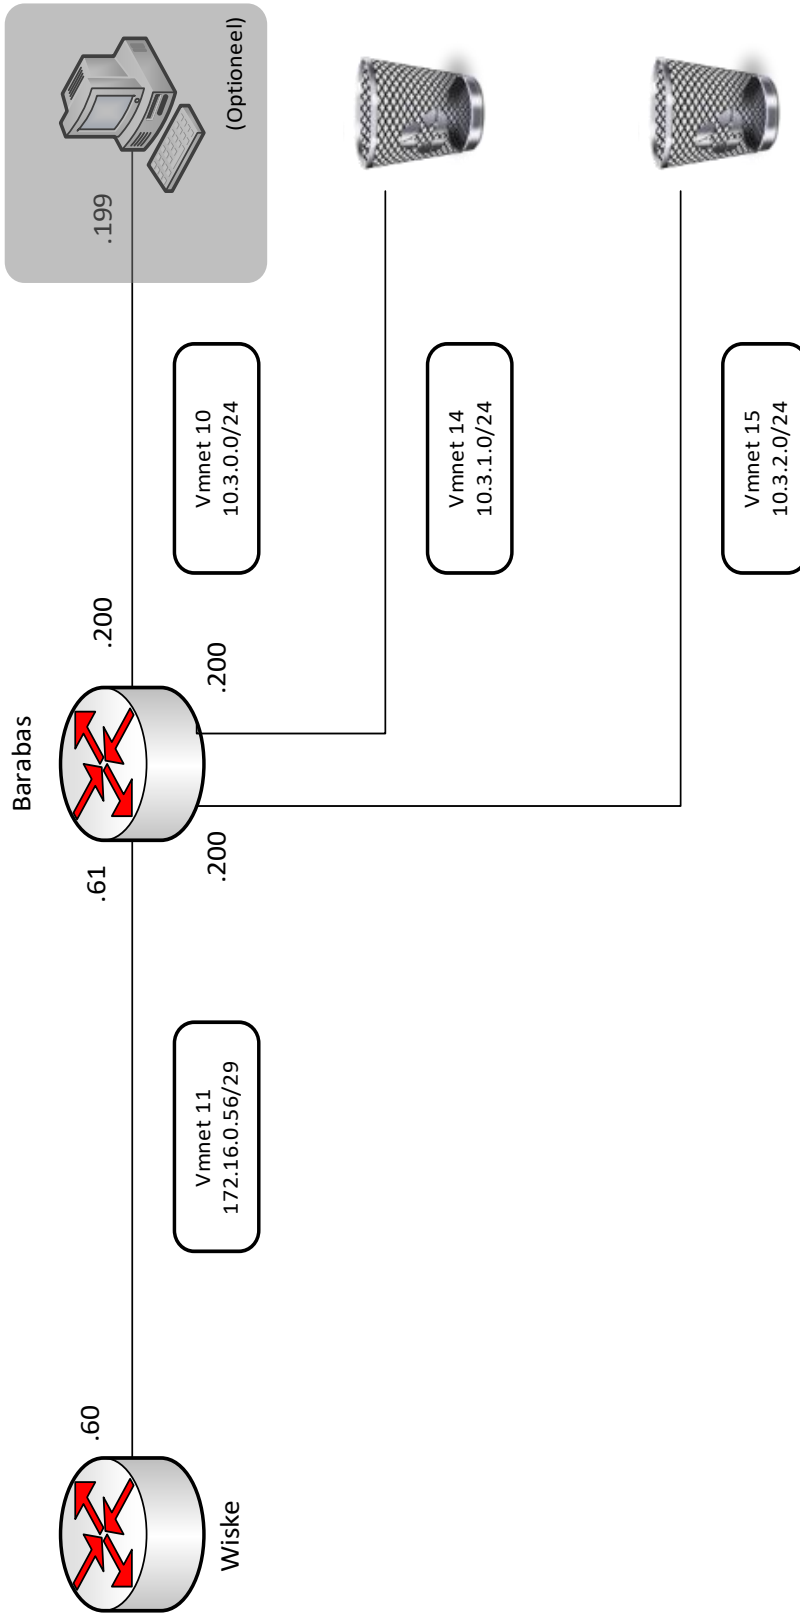 Wiske
.60
Vmnet 11
172.16.0.56/29
.61
Barabas
.200
.200
.200
Vmnet 10
10.3.0.0/24
.199
(Optioneel)
Vmnet 14
10.3.1.0/24
Vmnet 15
10.3.2.0/24